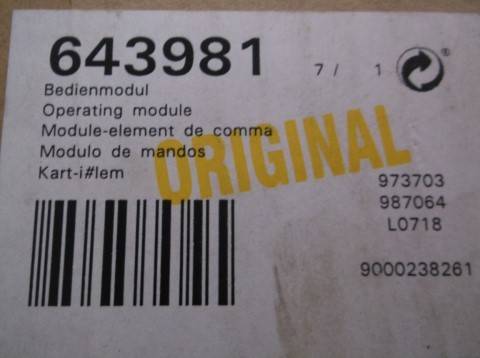 643981 7 / 1 ®
Bedienmodul
Operating module
Module-element de comma
Modulo de mandos
Kart-i#lem
ORIGINAL
973703
987064
L0718
9000238261